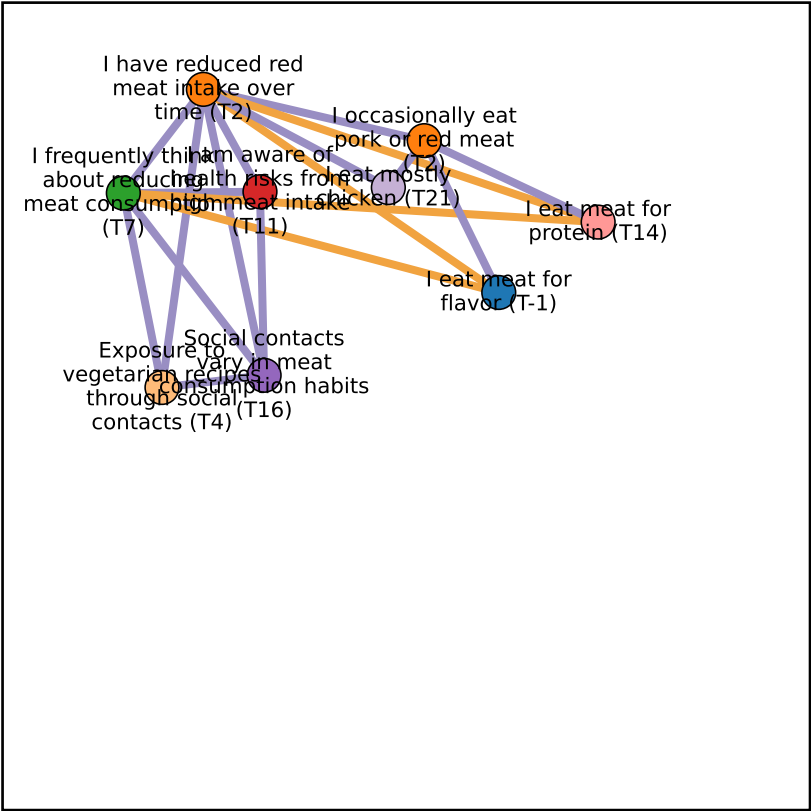 I have reduced red
meat intake over
time (T2)
I occasionally eat
pork or red meat
(T2)
I frequently think
about reducing
meat consumption
(T7)
I am aware of
health risks from
high meat intake
(T11)
I eat mostly
chicken (T21)
I eat meat for
protein (T14)
I eat meat for
flavor (T-1)
Exposure to
vegetarian recipes
through social
contacts (T4)
Social contacts
vary in meat
consumption habits
(T16)